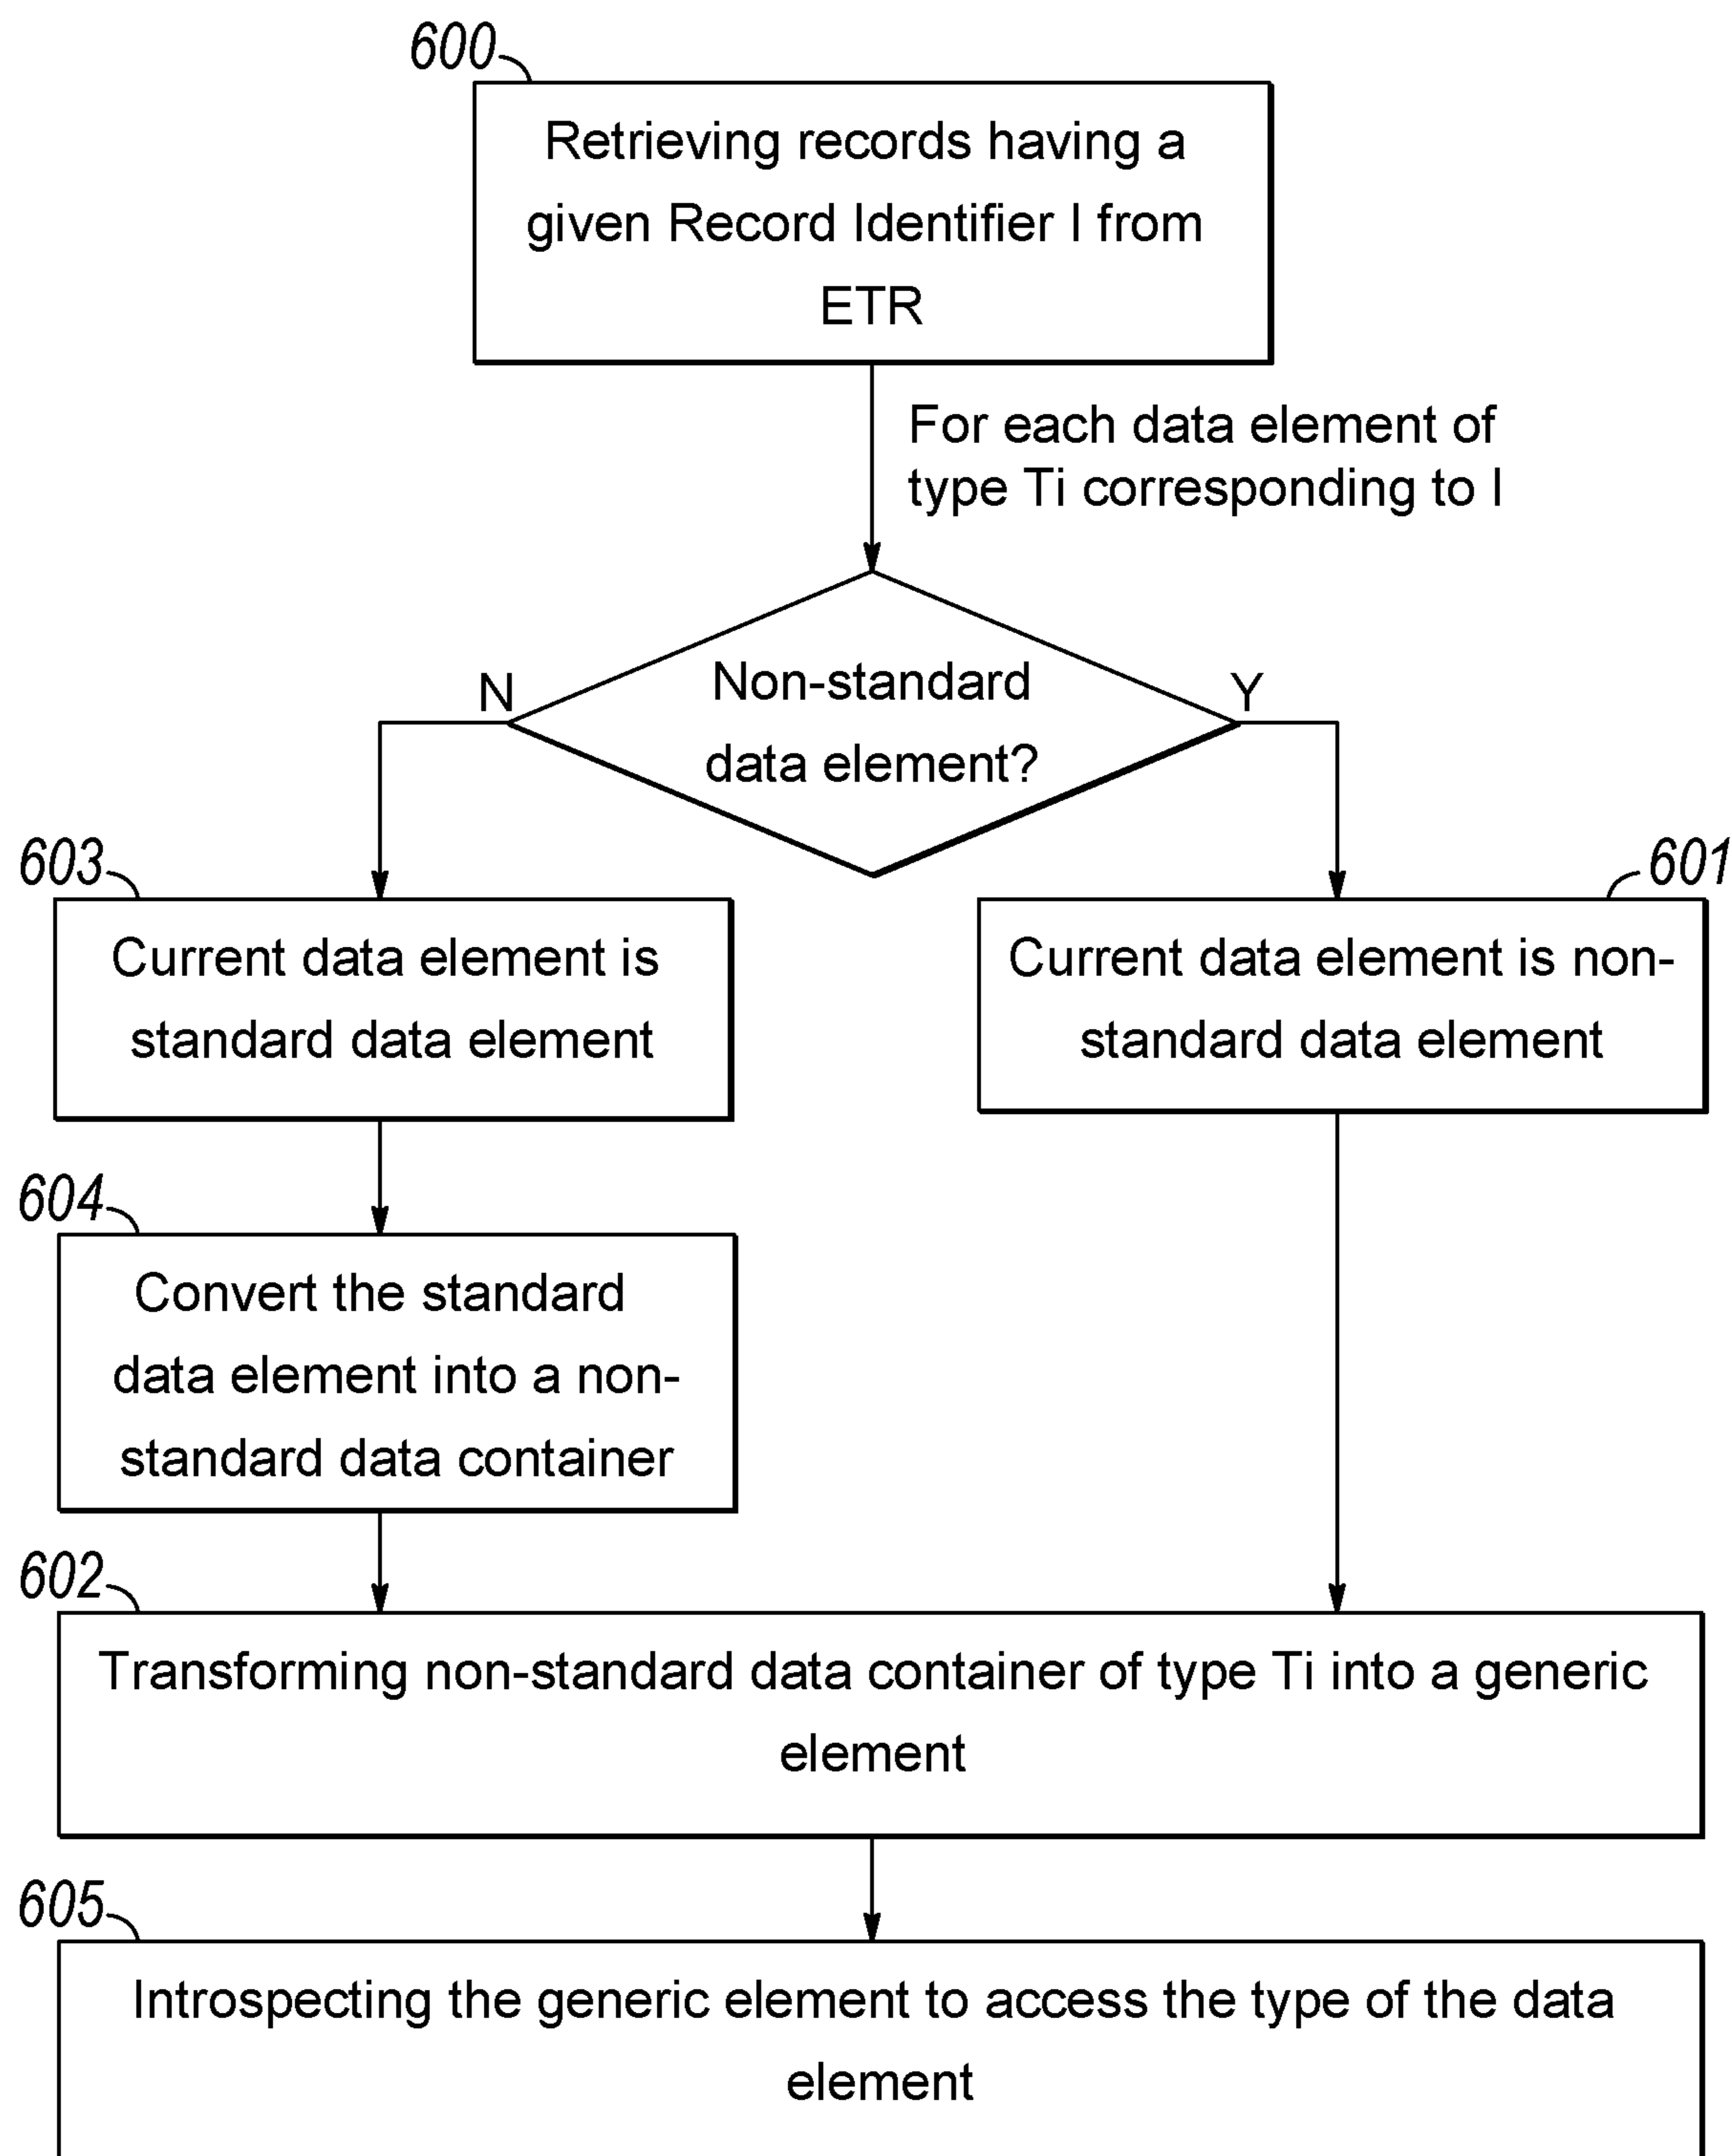 600
Retrieving records having a
given Record Identifier I from
ETR
For each data element of
type Ti corresponding to I
N
Non-standard
data element?
Y
603
Current data element is
standard data element
601
Current data element is non-
standard data element
604
Convert the standard
data element into a non-
standard data container
602
Transforming non-standard data container of type Ti into a generic
element
605
Introspecting the generic element to access the type of the data
element